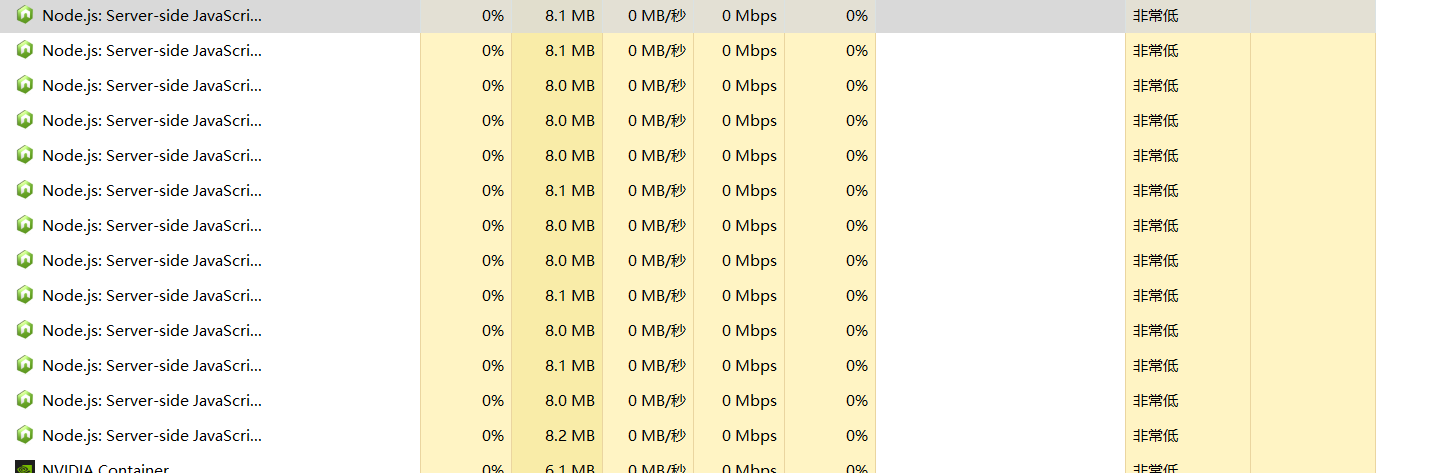 Node.js: Server-side JavaScri... 0% 8.1 MB 0 MB/秒 0 Mbps 0% 非常低
Node.js: Server-side JavaScri... 0% 8.1 MB 0 MB/秒 0 Mbps 0% 非常低
Node.js: Server-side JavaScri... 0% 8.0 MB 0 MB/秒 0 Mbps 0% 非常低
Node.js: Server-side JavaScri... 0% 8.0 MB 0 MB/秒 0 Mbps 0% 非常低
Node.js: Server-side JavaScri... 0% 8.0 MB 0 MB/秒 0 Mbps 0% 非常低
Node.js: Server-side JavaScri... 0% 8.1 MB 0 MB/秒 0 Mbps 0% 非常低
Node.js: Server-side JavaScri... 0% 8.0 MB 0 MB/秒 0 Mbps 0% 非常低
Node.js: Server-side JavaScri... 0% 8.0 MB 0 MB/秒 0 Mbps 0% 非常低
Node.js: Server-side JavaScri... 0% 8.1 MB 0 MB/秒 0 Mbps 0% 非常低
Node.js: Server-side JavaScri... 0% 8.0 MB 0 MB/秒 0 Mbps 0% 非常低
Node.js: Server-side JavaScri... 0% 8.1 MB 0 MB/秒 0 Mbps 0% 非常低
Node.js: Server-side JavaScri... 0% 8.0 MB 0 MB/秒 0 Mbps 0% 非常低
Node.js: Server-side JavaScri... 0% 8.2 MB 0 MB/秒 0 Mbps 0% 非常低
NVIDIA Container 0% 6.1 MB 0 MB/秒 0 Mbps 0% 非常低